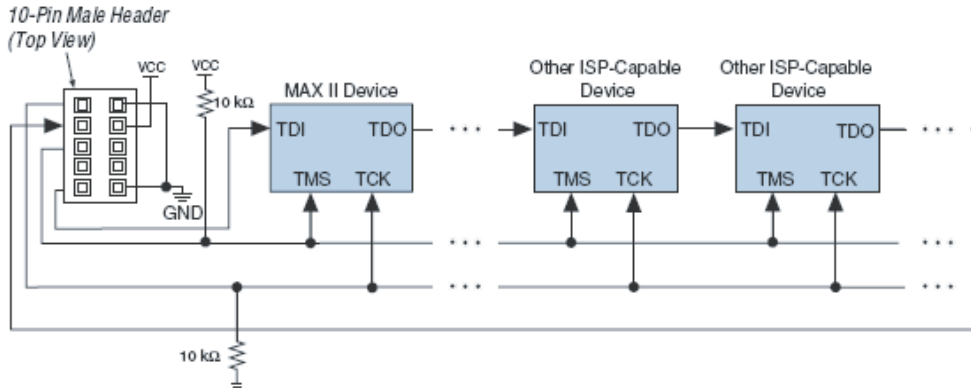 10-Pin Male Header
(Top View)
VCC
VCC
10 kΩ
MAX II Device
Other ISP-Capable
Device
Other ISP-Capable
Device
TDI
TDO
TDI
TDO
TDI
TDO
TMS
TCK
TMS
TCK
TMS
TCK
GND
10 kΩ